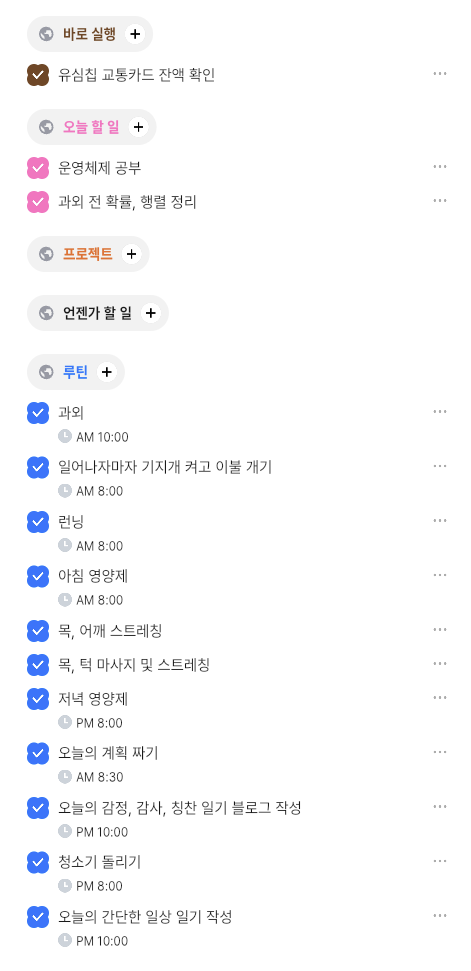 바로 실행
유심칩 교통카드 잔액 확인
오늘 할 일
운영체제 공부
과외 전 확률, 행렬 정리
프로젝트
언젠가 할 일
루틴
과외
AM 10:00
일어나자마자 기지개 켜고 이불 개기
AM 8:00
런닝
AM 8:00
아침 영양제
AM 8:00
목, 어깨 스트레칭
목, 턱 마사지 및 스트레칭
저녁 영양제
PM 8:00
오늘의 계획 짜기
AM 8:30
오늘의 감정, 감사, 칭찬 일기 블로그 작성
PM 10:00
청소기 돌리기
PM 8:00
오늘의 간단한 일상 일기 작성
PM 10:00